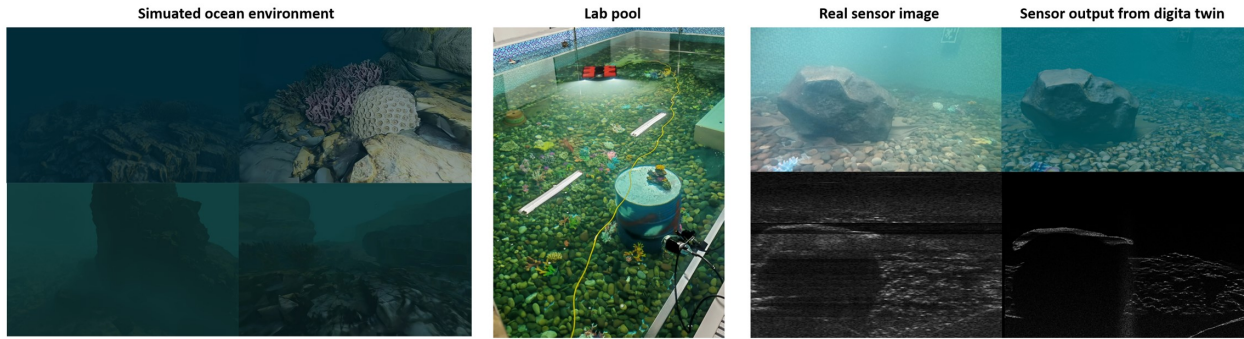 Simuated ocean environment
Lab pool
Real sensor image
Sensor output from digita twin